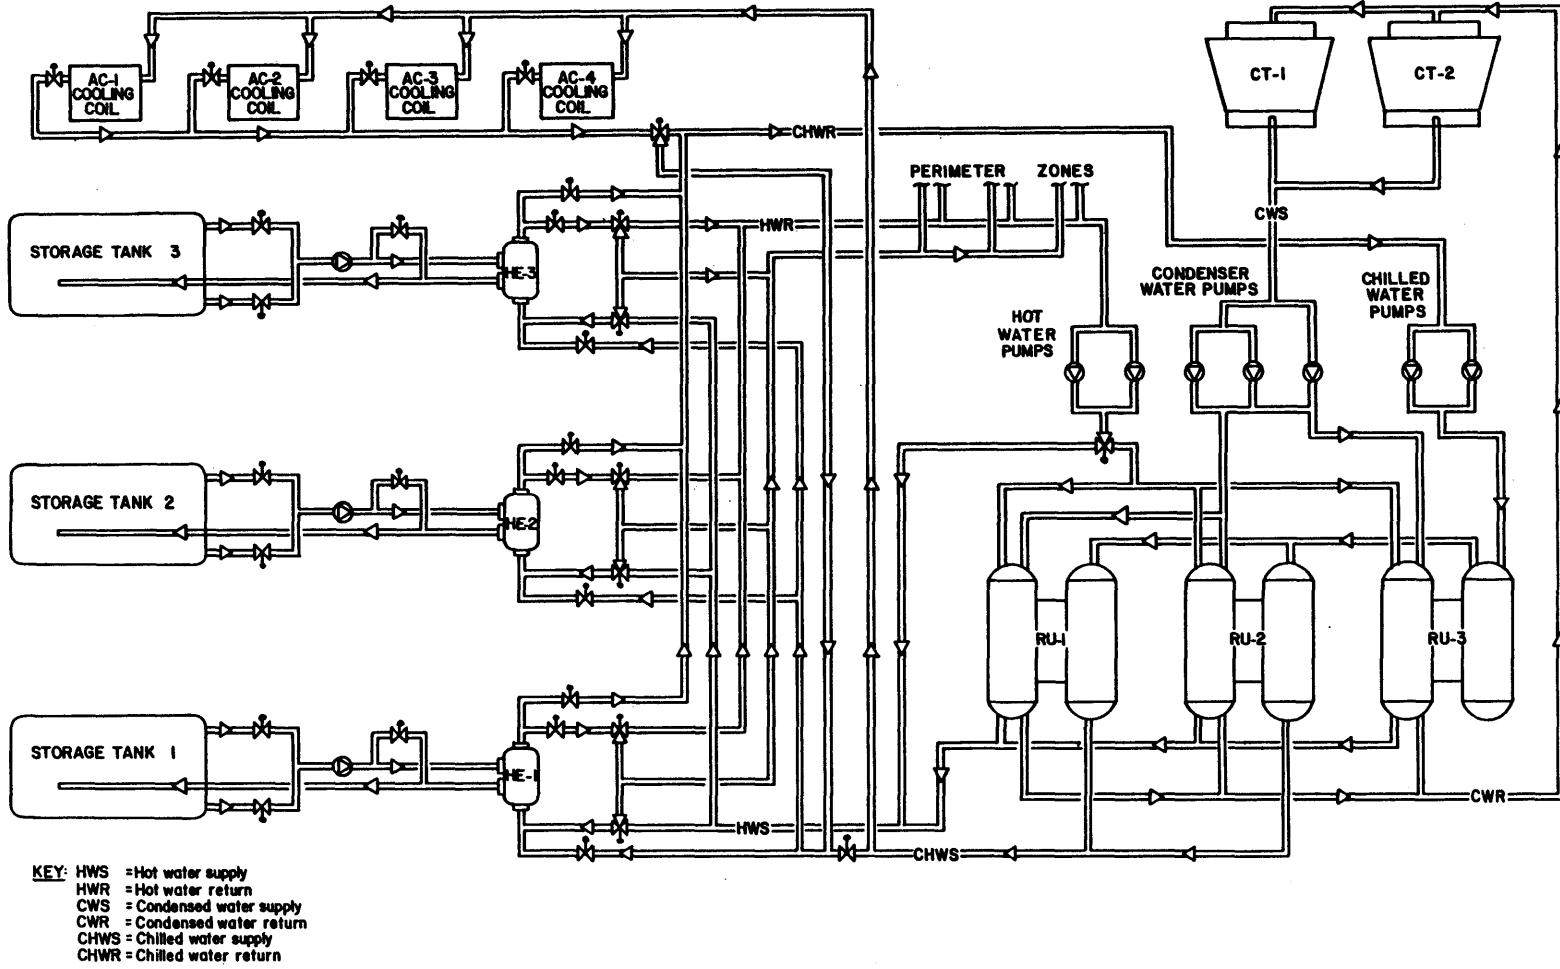 CT-1
CT-2
AC-1
COOLING
COIL
AC-2
COOLING
COIL
AC-3
COOLING
COIL
AC-4
COOLING
COIL
CHWR
PERIMETER ZONES
CWS
HWR
STORAGE TANK 3
HE-3
CONDENSER
WATER PUMPS
CHILLED
WATER
PUMPS
HOT
WATER
PUMPS
STORAGE TANK 2
HE-2
RU-1
RU-2
RU-3
STORAGE TANK 1
HE-1
CWR
HWS
CHWS
KEY: HWS = Hot water supply
HWR = Hot water return
CWS = Condensed water supply
CWR = Condensed water return
CHWS = Chilled water supply
CHWR = Chilled water return